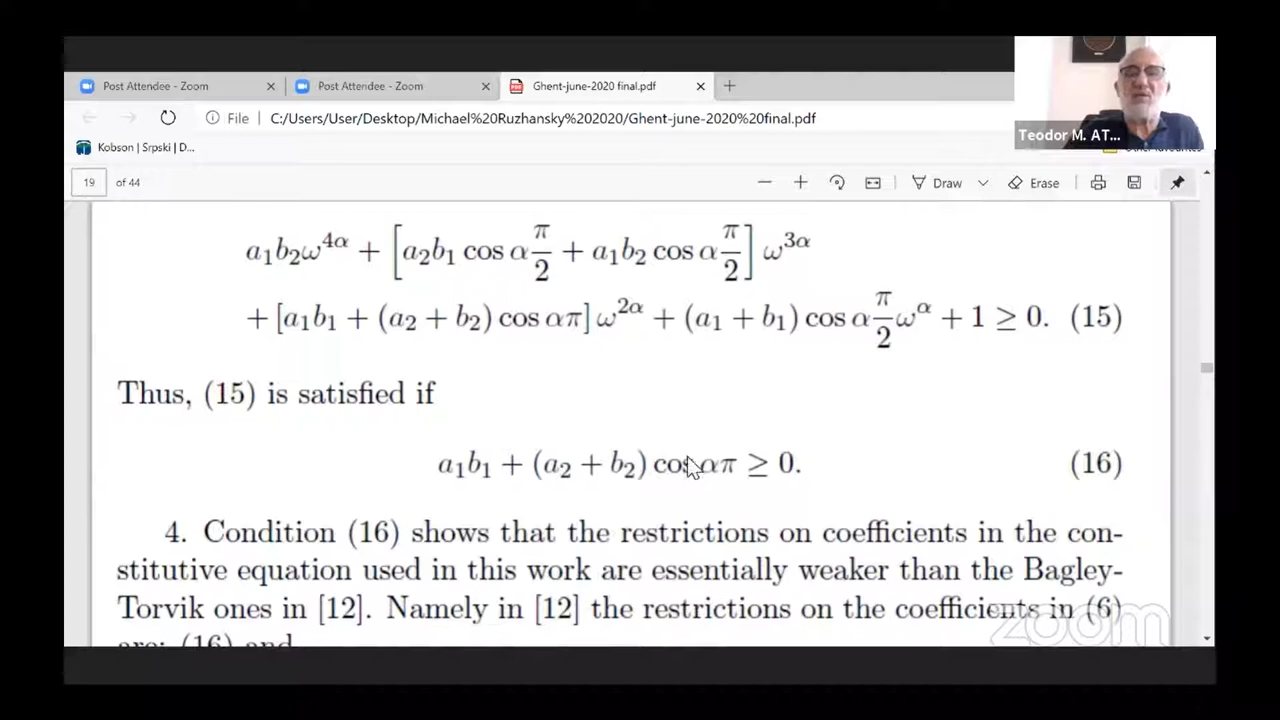 Post Attendee - Zoom
Post Attendee - Zoom
Ghent-june-2020 final.pdf
File C:/Users/User/Desktop/Michael%20Ruzhansky%202020/Ghent-june-2020%20final.pdf
Teodor M. AT...
Kobson | Srpski | D...
19 of 44 Draw Erase
a₁b₂ω^{4α} + [a₂b₁ cos α π/2 + a₁b₂ cos α π/2] ω^{3α}
+ [a₁b₁ + (a₂ + b₂) cos απ] ω^{2α} + (a₁ + b₁) cos α π/2 ω^α + 1 ≥ 0. (15)
Thus, (15) is satisfied if
a₁b₁ + (a₂ + b₂) cos απ ≥ 0. (16)
4. Condition (16) shows that the restrictions on coefficients in the con-
stitutive equation used in this work are essentially weaker than the Bagley-
Torvik ones in [12]. Namely in [12] the restrictions on the coefficients in (6)
are: (16) and
zoom